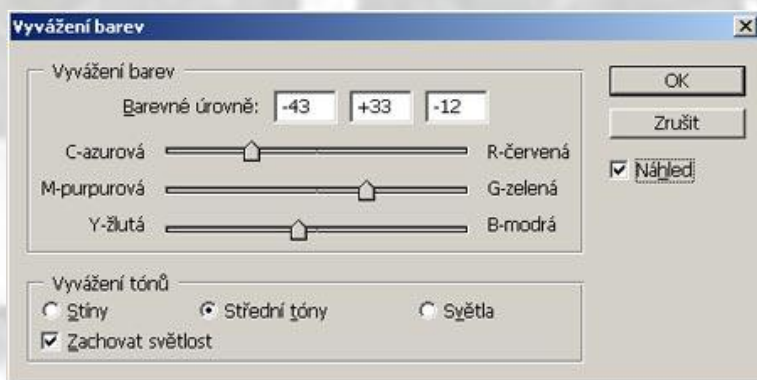 Vyvážení barev
Vyvážení barev
Barevné úrovně: -43 +33 -12
C-azurová R-červená
M-purpurová G-zelená
Y-žlutá B-modrá
OK
Zrušit
Náhled
Vyvážení tónů
Stíny Střední tóny Světla
Zachovat světlost